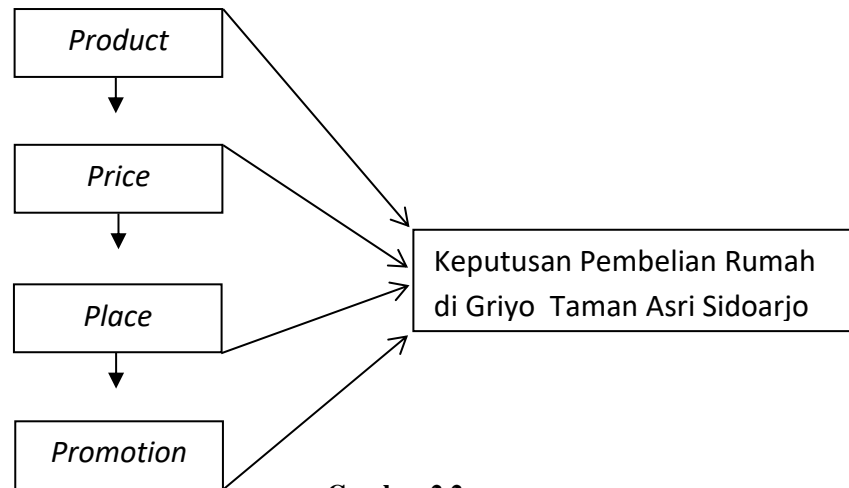 Product
Price
Keputusan Pembelian Rumah
di Griyo Taman Asri Sidoarjo
Place
Promotion